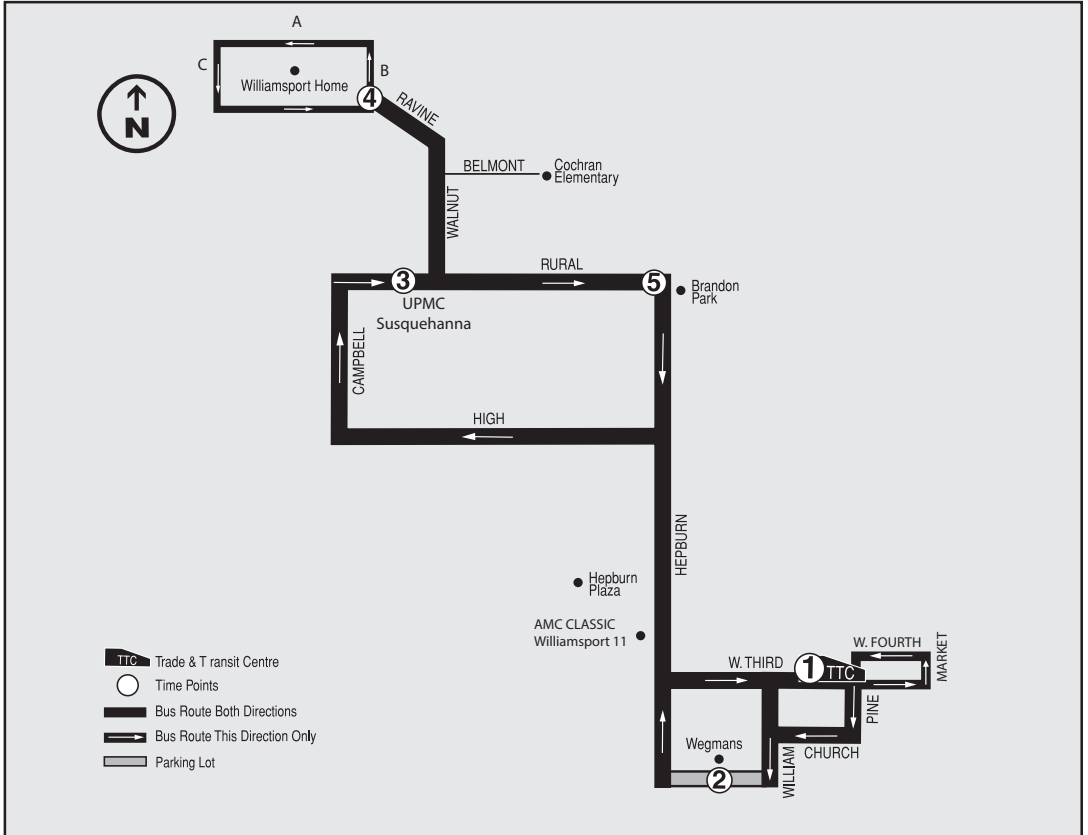 A
C
B
Williamsport Home
4
RAVINE
N
BELMONT
Cochran
Elementary
WALNUT
RURAL
3
5
UPMC
Susquehanna
Brandon
Park
CAMPBELL
HIGH
HEPBURN
Hepburn
Plaza
AMC CLASSIC
Williamsport 11
W. FOURTH
MARKET
W. THIRD
1
TTC
PINE
Wegmans
CHURCH
WILLIAM
2
TTC Trade & T ransit Centre
Time Points
Bus Route Both Directions
Bus Route This Direction Only
Parking Lot